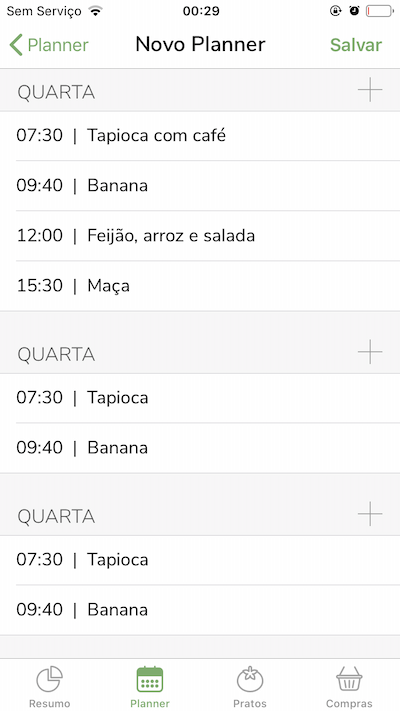 Sem Serviço 00:29
Planner Novo Planner Salvar
QUARTA
07:30 | Tapioca com café
09:40 | Banana
12:00 | Feijão, arroz e salada
15:30 | Maça
QUARTA
07:30 | Tapioca
09:40 | Banana
QUARTA
07:30 | Tapioca
09:40 | Banana
Resumo Planner Pratos Compras